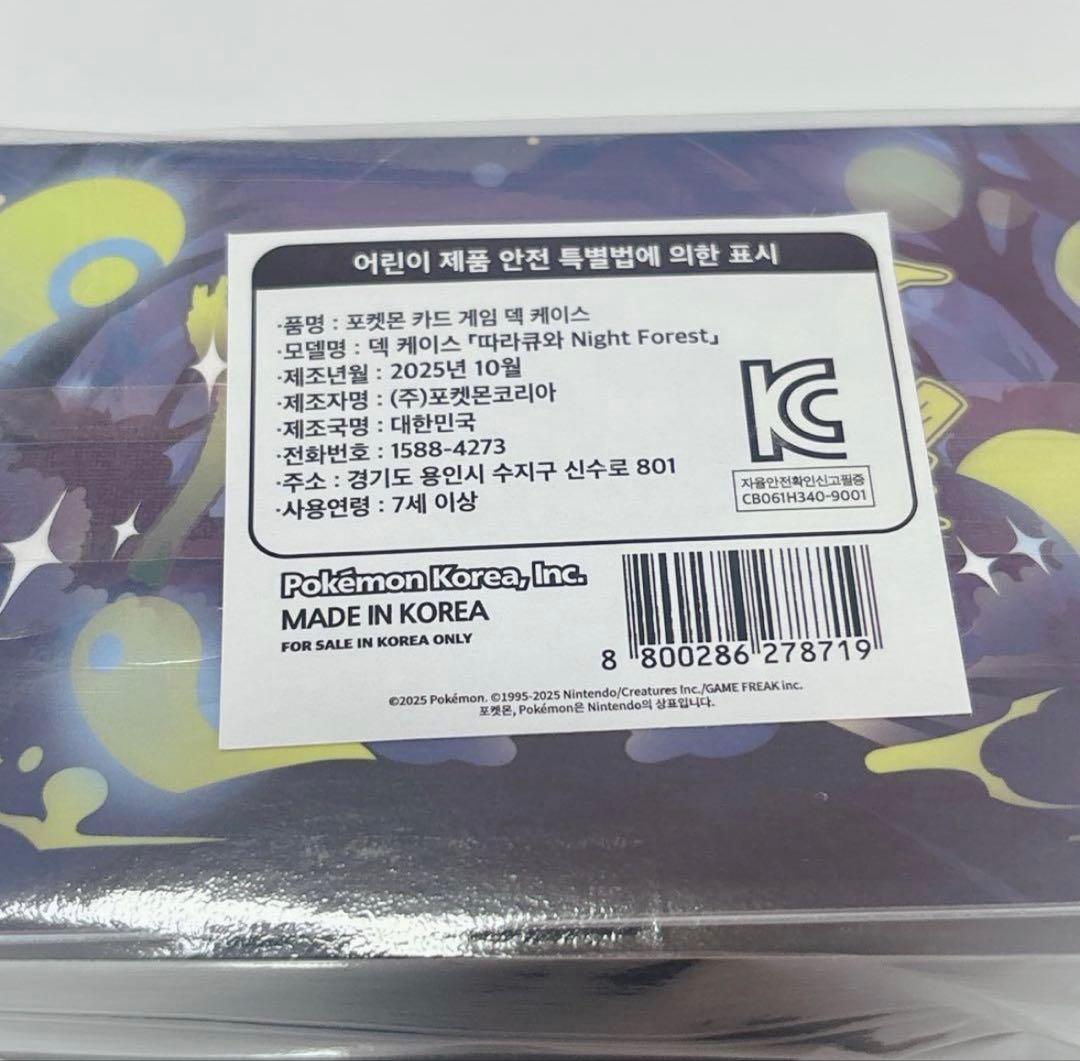 어린이 제품 안전 특별법에 의한 표시
·품명 : 포켓몬 카드 게임 덱 케이스
·모델명 : 덱 케이스 「따라큐와 Night Forest」
·제조년월 : 2025년 10월
·제조자명 : (주)포켓몬코리아
·제조국명 : 대한민국
·전화번호 : 1588-4273
·주소 : 경기도 용인시 수지구 신수로 801
·사용연령 : 7세 이상
KC
자율안전확인신고필증
CB061H340-9001
Pokémon Korea, Inc.
MADE IN KOREA
FOR SALE IN KOREA ONLY
8 800286 278719
©2025 Pokémon. ©1995-2025 Nintendo/Creatures Inc./GAME FREAK inc.
포켓몬, Pokémon은 Nintendo의 상표입니다.